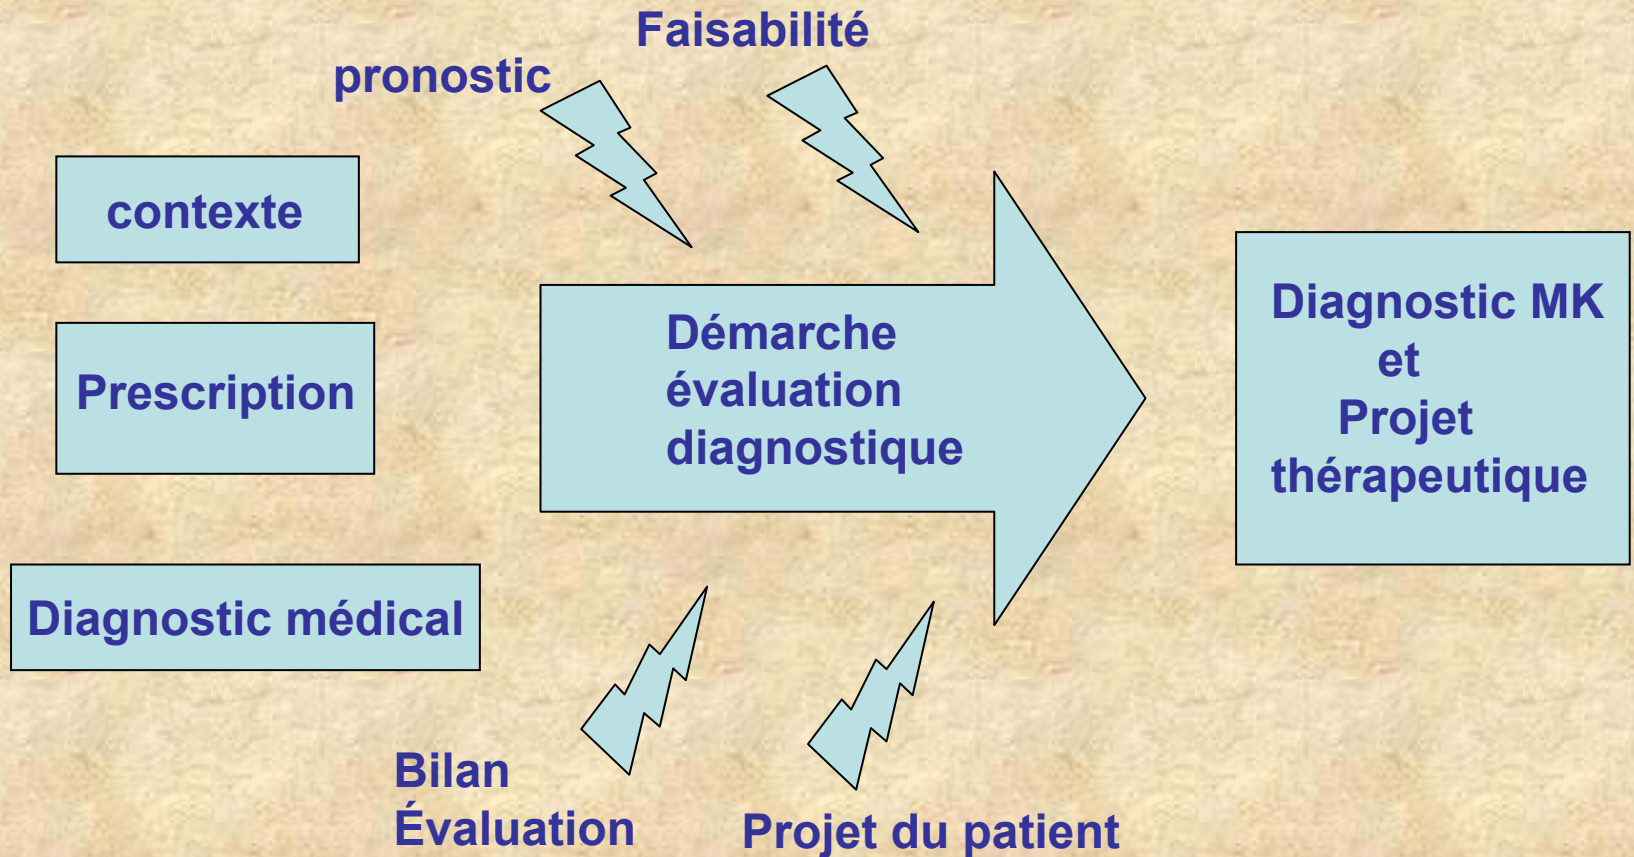 Faisabilité
pronostic
contexte
Prescription
Diagnostic médical
Démarche
évaluation
diagnostique
Diagnostic MK
et
Projet
thérapeutique
Bilan
Évaluation
Projet du patient